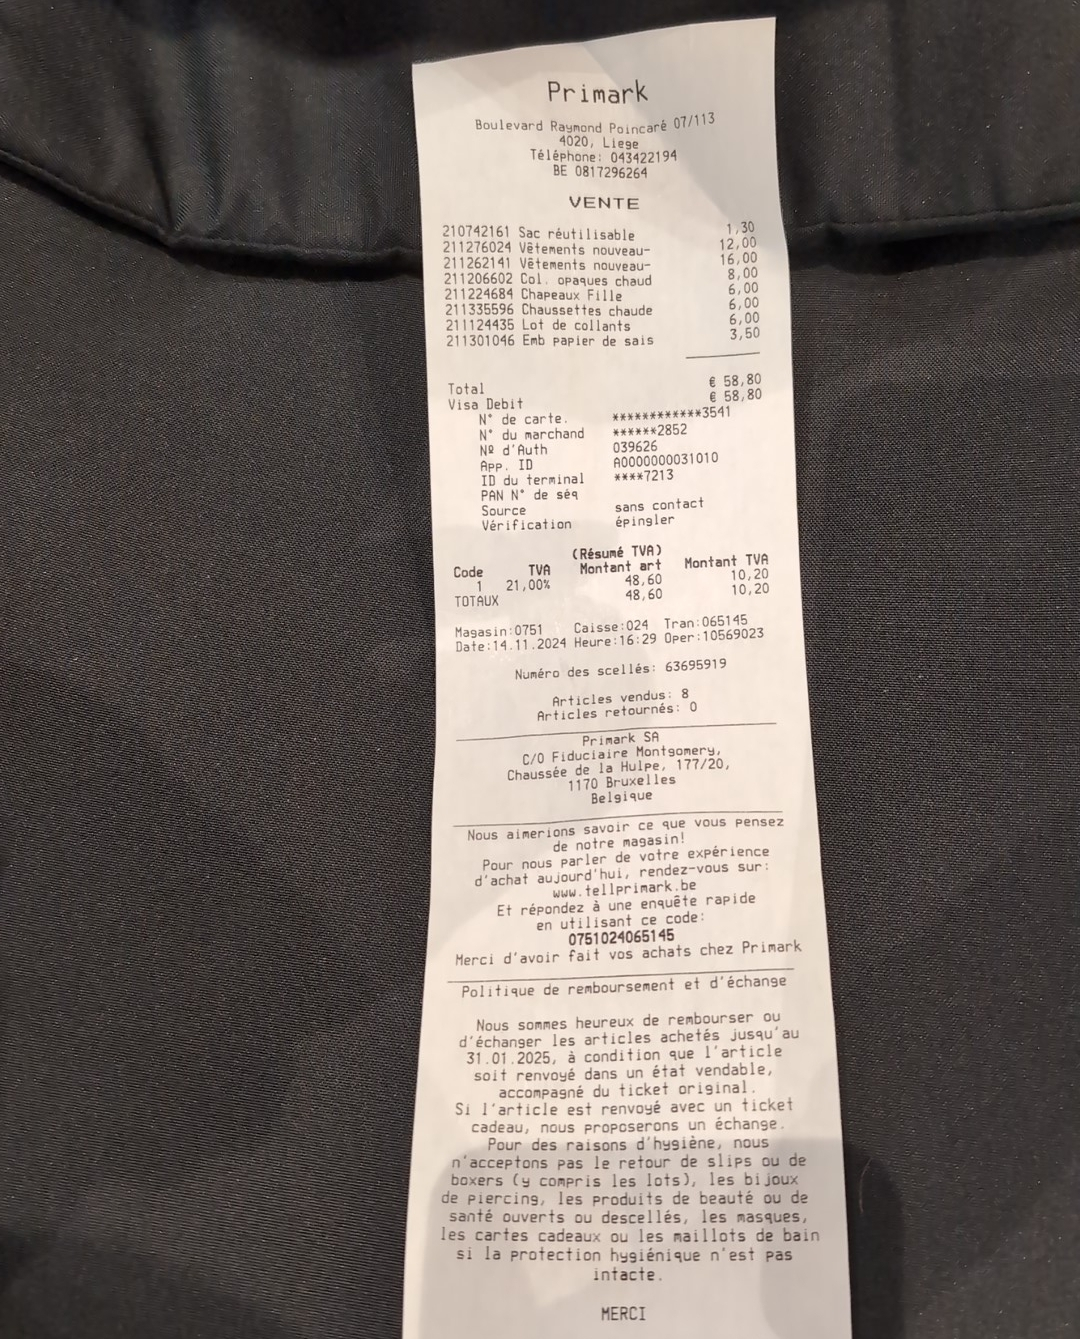 Primark
Boulevard Raymond Poincaré 07/113
4020, Liege
Téléphone: 043422194
BE 0817296264
VENTE
210742161 Sac réutilisable 1,30
211276024 Vêtements nouveau- 12,00
211262141 Vêtements nouveau- 16,00
211206602 Col. opaques chaud 8,00
211224684 Chapeaux Fille 6,00
211335596 Chaussettes chaude 6,00
211124435 Lot de collants 6,00
211301046 Emb papier de sais 3,50
Total € 58,80
Visa Debit € 58,80
N° de carte. ************3541
N° du marchand ******2852
Nº d'Auth 039626
App. ID A0000000031010
ID du terminal ****7213
PAN N° de séq
Source sans contact
Vérification épingler
(Résumé TVA)
Code TVA Montant art Montant TVA
1 21,00% 48,60 10,20
TOTAUX 48,60 10,20
Magasin:0751 Caisse:024 Tran:065145
Date:14.11.2024 Heure:16:29 Oper:10569023
Numéro des scellés: 63695919
Articles vendus: 8
Articles retournés: 0
Primark SA
C/O Fiduciaire Montgomery,
Chaussée de la Hulpe, 177/20,
1170 Bruxelles
Belgique
Nous aimerions savoir ce que vous pensez
de notre magasin!
Pour nous parler de votre expérience
d'achat aujourd'hui, rendez-vous sur:
www.tellprimark.be
Et répondez à une enquête rapide
en utilisant ce code:
0751024065145
Merci d'avoir fait vos achats chez Primark
Politique de remboursement et d'échange
Nous sommes heureux de rembourser ou
d'échanger les articles achetés jusqu'au
31.01.2025, à condition que l'article
soit renvoyé dans un état vendable,
accompagné du ticket original.
Si l'article est renvoyé avec un ticket
cadeau, nous proposerons un échange.
Pour des raisons d'hygiène, nous
n'acceptons pas le retour de slips ou de
boxers (y compris les lots), les bijoux
de piercing, les produits de beauté ou de
santé ouverts ou descellés, les masques,
les cartes cadeaux ou les maillots de bain
si la protection hygiénique n'est pas
intacte.
MERCI